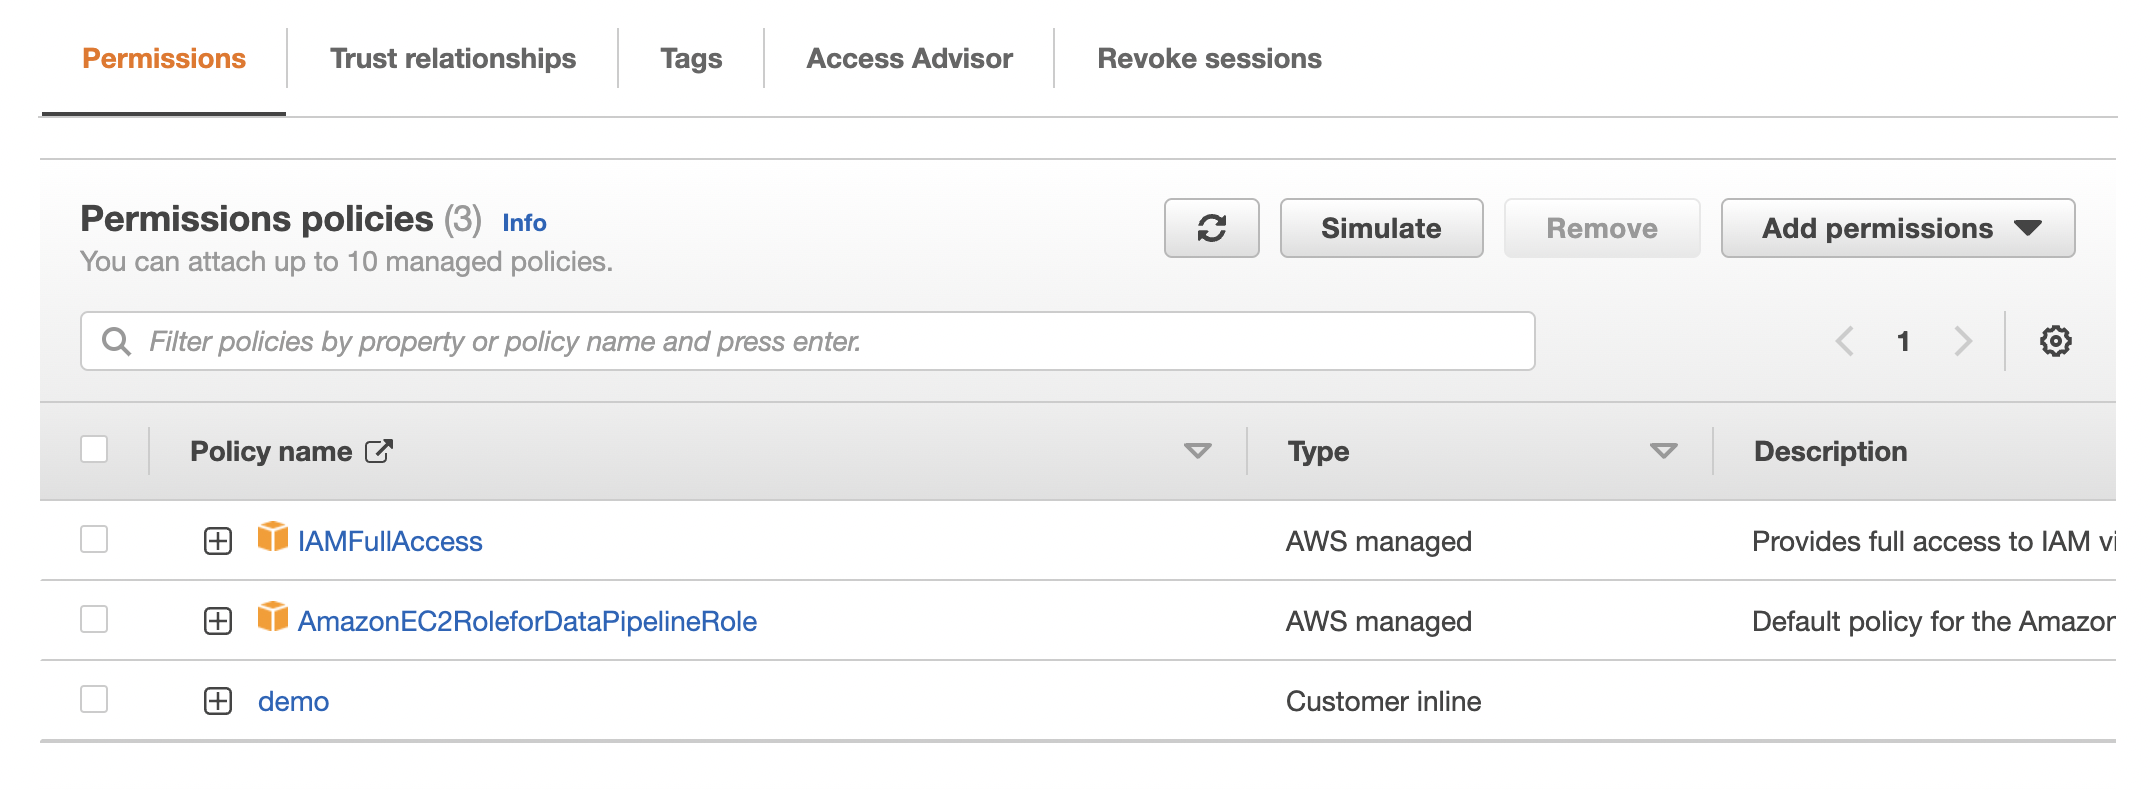 Permissions Trust relationships Tags Access Advisor Revoke sessions
Permissions policies (3) Info
You can attach up to 10 managed policies.
Simulate Remove Add permissions
Filter policies by property or policy name and press enter.
1
Policy name Type Description
IAMFullAccess AWS managed Provides full access to IAM vi
AmazonEC2RoleforDataPipelineRole AWS managed Default policy for the Amazon
demo Customer inline